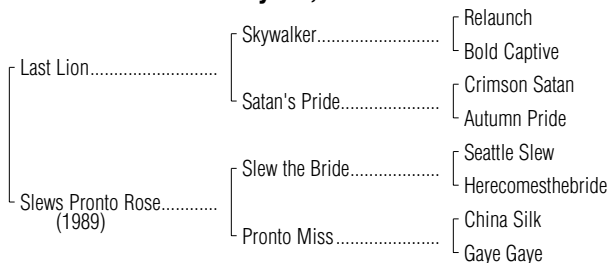 Relaunch
Skywalker....................................
Bold Captive
Last Lion.............................
Crimson Satan
Satan's Pride.............................
Autumn Pride
Seattle Slew
Slew the Bride..........................
Herecomesthebride
Slews Pronto Rose.............
(1989)
China Silk
Pronto Miss..............................
Gaye Gaye